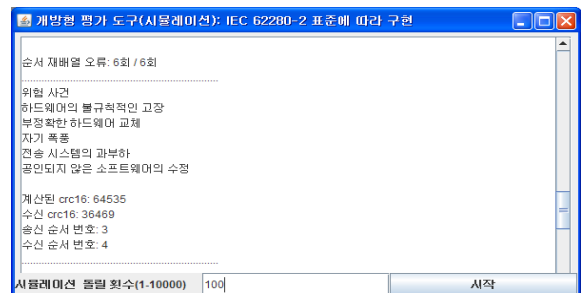 개방형 평가 도구(시뮬레이션): IEC 62280-2 표준에 따라 구현
순서 재배열 오류: 6회 / 6회
위험 사건
하드웨어의 불규칙적인 고장
부정확한 하드웨어 교체
자기 폭풍
전송 시스템의 과부하
공인되지 않은 소프트웨어의 수정
계산된 crc16: 64535
수신 crc16: 36469
송신 순서 번호: 3
수신 순서 번호: 4
시뮬레이션 돌릴 횟수(1-10000) 100 시작